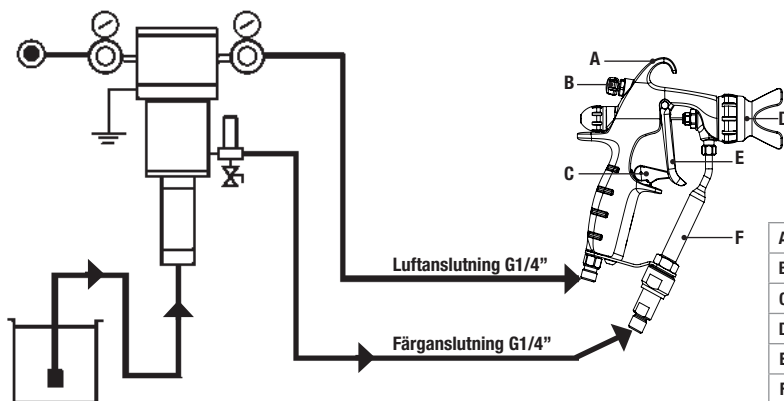 A
B
C
D
E
F
Luftanslutning G1/4”
Färganslutning G1/4”
A
B
C
D
E
F